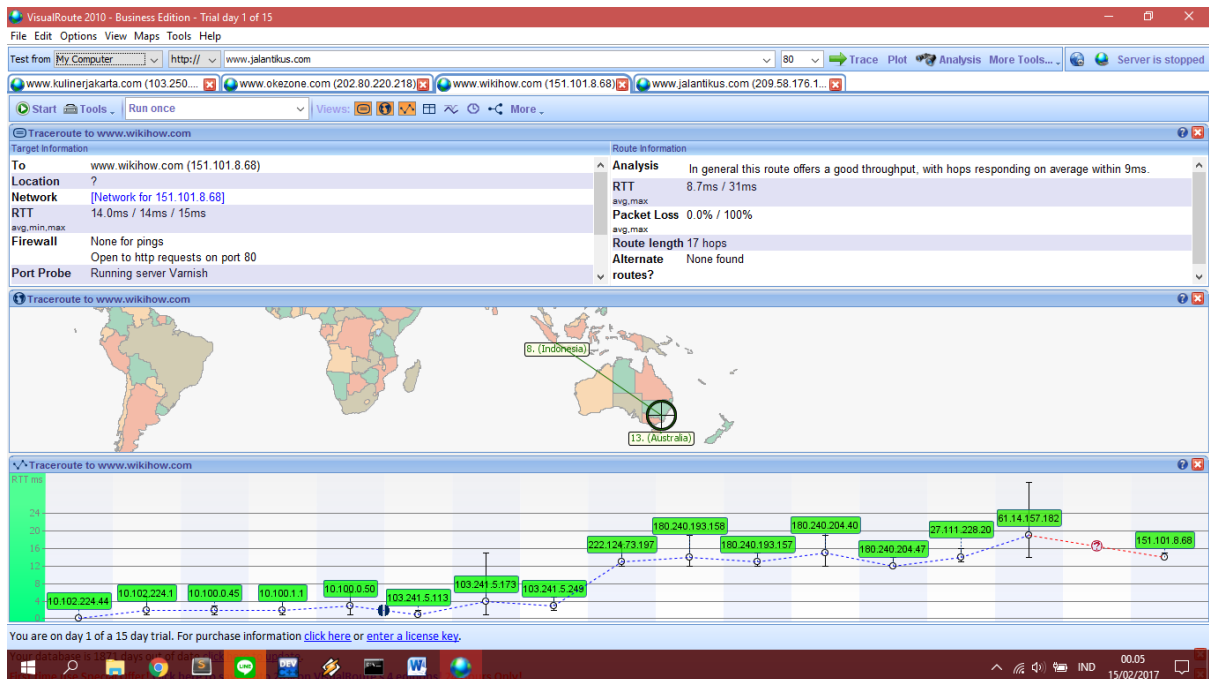 VisualRoute 2010 - Business Edition - Trial day 1 of 15
File Edit Options View Maps Tools Help
Test from My Computer http:// www.jalantikus.com 80 Trace Plot Analysis More Tools... Server is stopped
www.kulinerjakarta.com (103.250.... www.okezone.com (202.80.220.218) www.wikihow.com (151.101.8.68) www.jalantikus.com (209.58.176.1...
Start Tools Run once Views: More
Traceroute to www.wikihow.com
Target Information
To www.wikihow.com (151.101.8.68)
Location ?
Network [Network for 151.101.8.68]
RTT 14.0ms / 14ms / 15ms
avg,min,max
Firewall None for pings
Open to http requests on port 80
Port Probe Running server Varnish
Route Information
Analysis In general this route offers a good throughput, with hops responding on average within 9ms.
RTT 8.7ms / 31ms
avg,max
Packet Loss 0.0% / 100%
avg,max
Route length 17 hops
Alternate None found
routes?
Traceroute to www.wikihow.com
8. (Indonesia)
13. (Australia)
Traceroute to www.wikihow.com
RTT ms
24
20
16
12
8
4
0
10.102.224.44
10.102.224.1
10.100.0.45
10.100.1.1
10.100.0.50
103.241.5.113
103.241.5.173
103.241.5.249
222.124.73.197
180.240.193.158
180.240.193.157
180.240.204.40
180.240.204.47
27.111.228.20
61.14.157.182
?
151.101.8.68
You are on day 1 of a 15 day trial. For purchase information click here or enter a license key.
Your database is 1871 days out of date
IND
00.05
15/02/2017